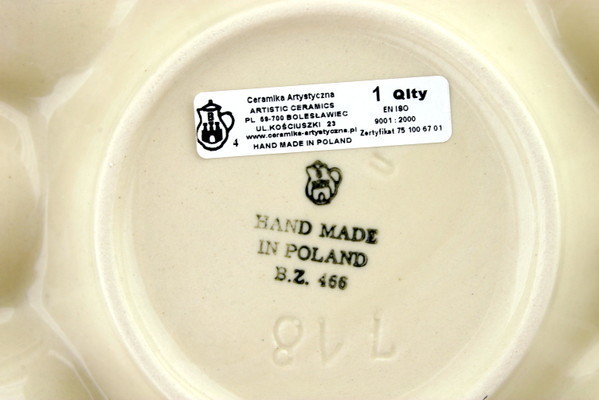 Ceramika Artystyczna
ARTISTIC CERAMICS
PL 59-700 BOLESŁAWIEC
UL.KOŚCIUSZKI 23
www.ceramika-artystyczna.pl
HAND MADE IN POLAND
4
1 Qlty
EN ISO
9001 : 2000
Zertyfikat 75 100 67 01
HAND MADE
IN POLAND
B.Z. 466